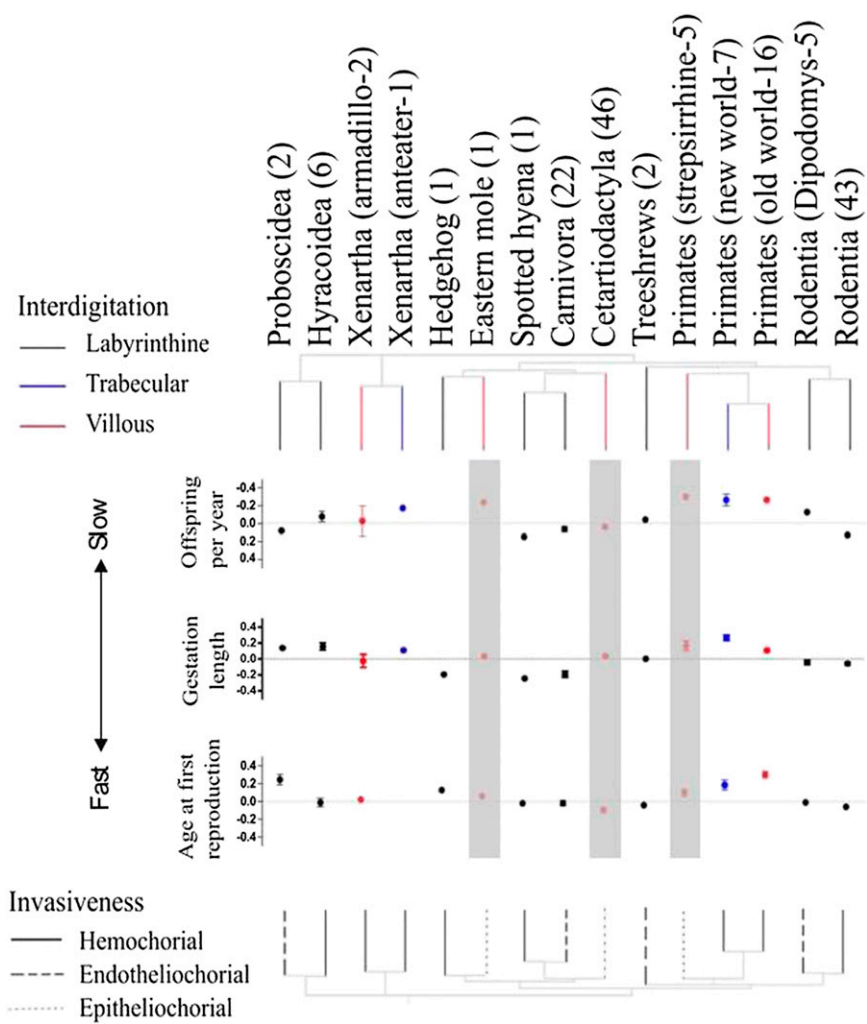 Proboscidea (2)
Hyracoidea (6)
Xenartha (armadillo-2)
Xenartha (anteater-1)
Hedgehog (1)
Eastern mole (1)
Spotted hyena (1)
Carnivora (22)
Cetartiodactyla (46)
Treeshrews (2)
Primates (strepsirrhine-5)
Primates (new world-7)
Primates (old world-16)
Rodentia (Dipodomys-5)
Rodentia (43)
Interdigitation
Labyrinthine
Trabecular
Villous
Slow
Fast
Offspring
per year
-0.4
-0.2
0.0
0.2
0.4
Gestation
length
0.4
0.2
0.0
-0.2
-0.4
Age at first
reproduction
0.4
0.2
0.0
-0.2
-0.4
Invasiveness
Hemochorial
Endotheliochorial
Epitheliochorial